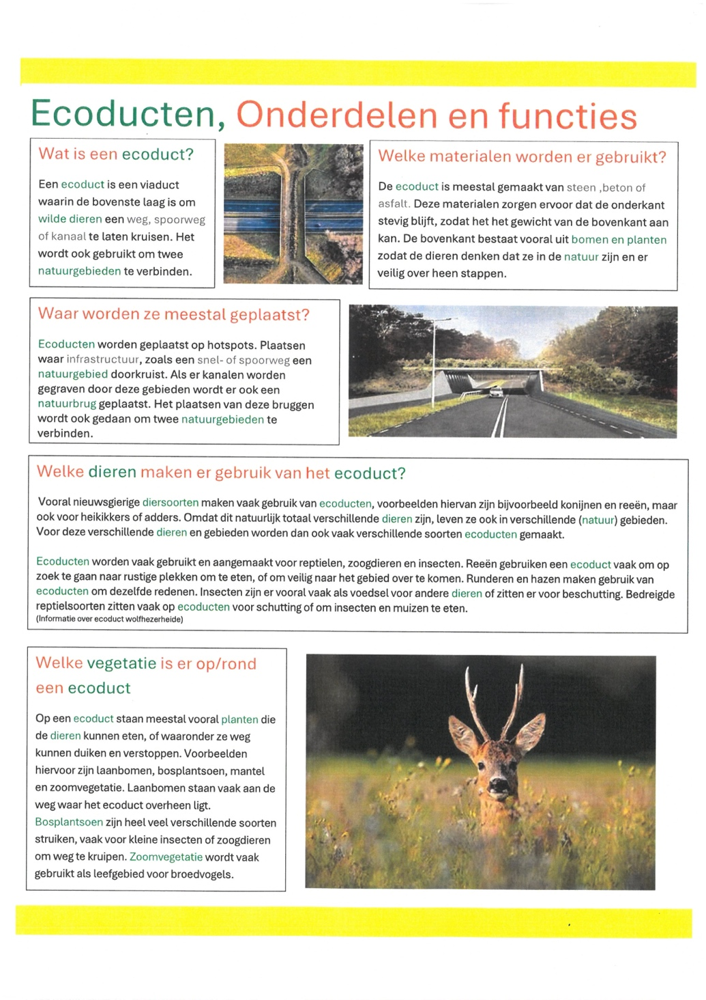 Ecoducten, Onderdelen en functies
Wat is een ecoduct?
Een ecoduct is een viaduct
waarin de bovenste laag is om
wilde dieren een weg, spoorweg
of kanaal te laten kruisen. Het
wordt ook gebruikt om twee
natuurgebieden te verbinden.
Welke materialen worden er gebruikt?
De ecoduct is meestal gemaakt van steen ,beton of
asfalt. Deze materialen zorgen ervoor dat de onderkant
stevig blijft, zodat het het gewicht van de bovenkant aan
kan. De bovenkant bestaat vooral uit bomen en planten
zodat de dieren denken dat ze in de natuur zijn en er
veilig over heen stappen.
Waar worden ze meestal geplaatst?
Ecoducten worden geplaatst op hotspots. Plaatsen
waar infrastructuur, zoals een snel- of spoorweg een
natuurgebied doorkruist. Als er kanalen worden
gegraven door deze gebieden wordt er ook een
natuurbrug geplaatst. Het plaatsen van deze bruggen
wordt ook gedaan om twee natuurgebieden te
verbinden.
Welke dieren maken er gebruik van het ecoduct?
Vooral nieuwsgierige diersoorten maken vaak gebruik van ecoducten, voorbeelden hiervan zijn bijvoorbeeld konijnen en reeën, maar
ook voor heikikkers of adders. Omdat dit natuurlijk totaal verschillende dieren zijn, leven ze ook in verschillende (natuur) gebieden.
Voor deze verschillende dieren en gebieden worden dan ook vaak verschillende soorten ecoducten gemaakt.
Ecoducten worden vaak gebruikt en aangemaakt voor reptielen, zoogdieren en insecten. Reeën gebruiken een ecoduct vaak om op
zoek te gaan naar rustige plekken om te eten, of om veilig naar het gebied over te komen. Runderen en hazen maken gebruik van
ecoducten om dezelfde redenen. Insecten zijn er vooral vaak als voedsel voor andere dieren of zitten er voor beschutting. Bedreigde
reptielsoorten zitten vaak op ecoducten voor schutting of om insecten en muizen te eten.
(Informatie over ecoduct wolfhezerheide)
Welke vegetatie is er op/rond
een ecoduct
Op een ecoduct staan meestal vooral planten die
de dieren kunnen eten, of waaronder ze weg
kunnen duiken en verstoppen. Voorbeelden
hiervoor zijn laanbomen, bosplantsoen, mantel
en zoomvegetatie. Laanbomen staan vaak aan de
weg waar het ecoduct overheen ligt.
Bosplantsoen zijn heel veel verschillende soorten
struiken, vaak voor kleine insecten of zoogdieren
om weg te kruipen. Zoomvegetatie wordt vaak
gebruikt als leefgebied voor broedvogels.